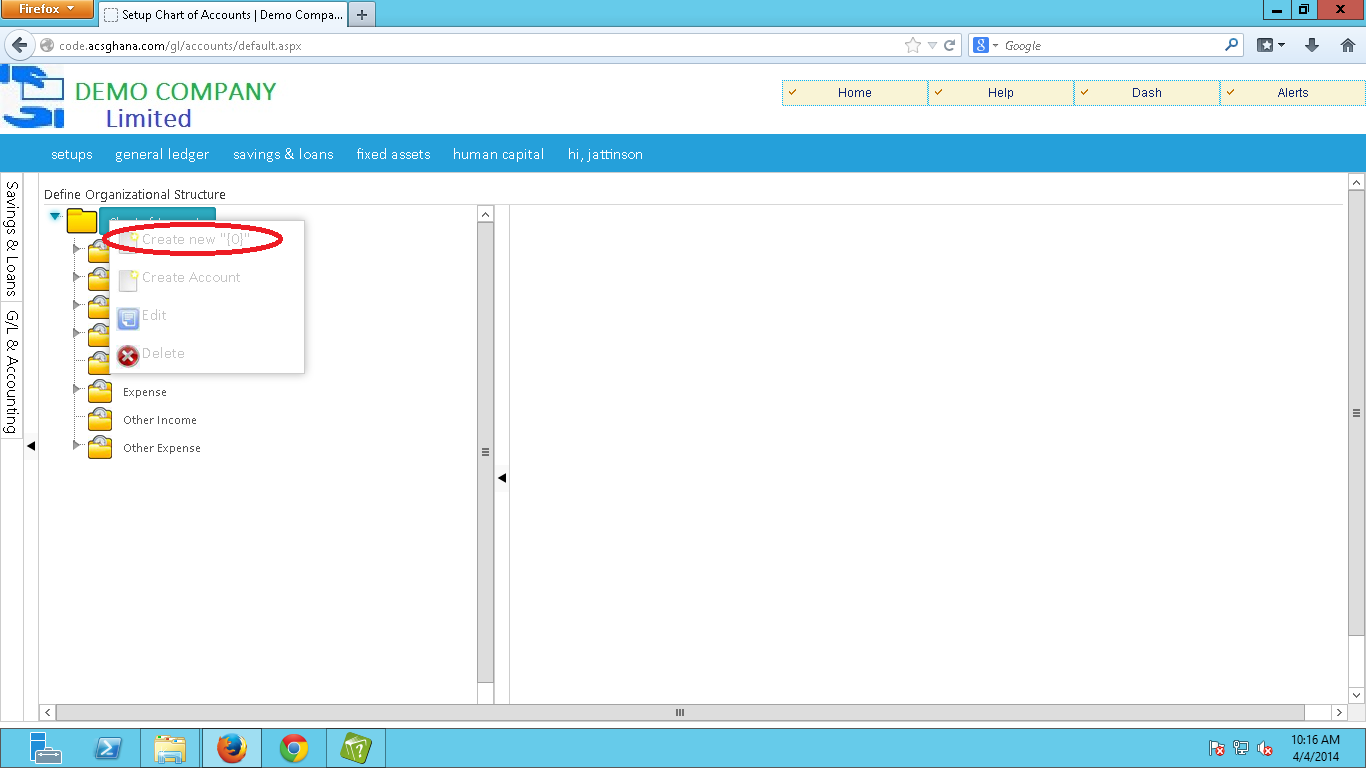 Firefox
Setup Chart of Accounts | Demo Compa...
code.acsghana.com/gl/accounts/default.aspx
Google
DEMO COMPANY
Limited
Home
Help
Dash
Alerts
setups
general ledger
savings & loans
fixed assets
human capital
hi, jattinson
Savings & Loans
G/L & Accounting
Define Organizational Structure
Create new "{0}"
Create Account
Edit
Delete
Expense
Other Income
Other Expense
10:16 AM
4/4/2014